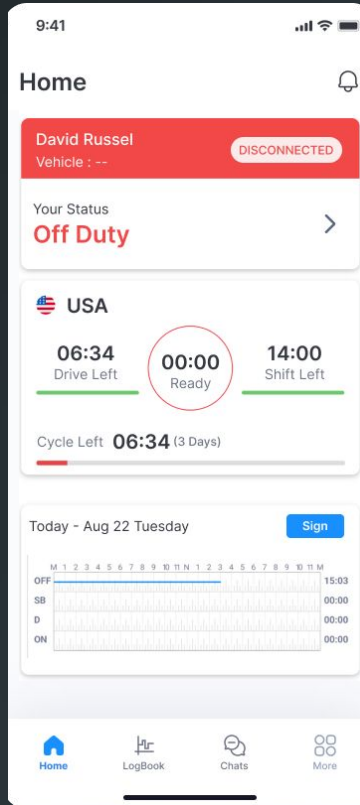 9:41
Home
David Russel
Vehicle : --
DISCONNECTED
Your Status
Off Duty
USA
06:34
Drive Left
00:00
Ready
14:00
Shift Left
Cycle Left 06:34 (3 Days)
Today - Aug 22 Tuesday
Sign
M 1 2 3 4 5 6 7 8 9 10 11 N 1 2 3 4 5 6 7 8 9 10 11 M
OFF 15:03
SB 00:00
D 00:00
ON 00:00
Home LogBook Chats More